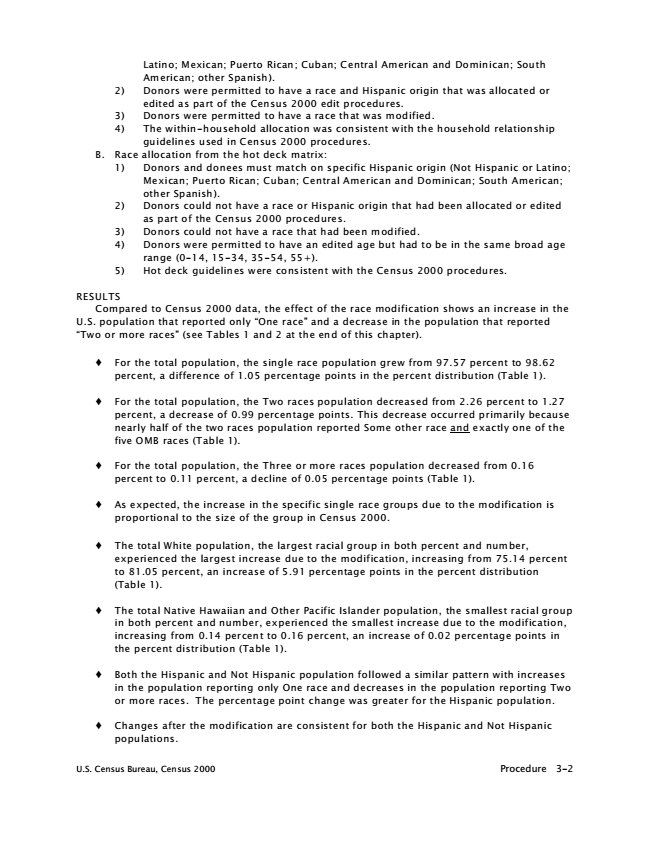 Latino; Mexican; Puerto Rican; Cuban; Central American and Dominican; South
American; other Spanish).
2) Donors were permitted to have a race and Hispanic origin that was allocated or
edited as part of the Census 2000 edit procedures.
3) Donors were permitted to have a race that was modified.
4) The within-household allocation was consistent with the household relationship
guidelines used in Census 2000 procedures.
B. Race allocation from the hot deck matrix:
1) Donors and donees must match on specific Hispanic origin (Not Hispanic or Latino;
Mexican; Puerto Rican; Cuban; Central American and Dominican; South American;
other Spanish).
2) Donors could not have a race or Hispanic origin that had been allocated or edited
as part of the Census 2000 procedures.
3) Donors could not have a race that had been modified.
4) Donors were permitted to have an edited age but had to be in the same broad age
range (0-14, 15-34, 35-54, 55+).
5) Hot deck guidelines were consistent with the Census 2000 procedures.
RESULTS
Compared to Census 2000 data, the effect of the race modification shows an increase in the
U.S. population that reported only “One race” and a decrease in the population that reported
“Two or more races” (see Tables 1 and 2 at the end of this chapter).
♦ For the total population, the single race population grew from 97.57 percent to 98.62
percent, a difference of 1.05 percentage points in the percent distribution (Table 1).
♦ For the total population, the Two races population decreased from 2.26 percent to 1.27
percent, a decrease of 0.99 percentage points. This decrease occurred primarily because
nearly half of the two races population reported Some other race and exactly one of the
five OMB races (Table 1).
♦ For the total population, the Three or more races population decreased from 0.16
percent to 0.11 percent, a decline of 0.05 percentage points (Table 1).
♦ As expected, the increase in the specific single race groups due to the modification is
proportional to the size of the group in Census 2000.
♦ The total White population, the largest racial group in both percent and number,
experienced the largest increase due to the modification, increasing from 75.14 percent
to 81.05 percent, an increase of 5.91 percentage points in the percent distribution
(Table 1).
♦ The total Native Hawaiian and Other Pacific Islander population, the smallest racial group
in both percent and number, experienced the smallest increase due to the modification,
increasing from 0.14 percent to 0.16 percent, an increase of 0.02 percentage points in
the percent distribution (Table 1).
♦ Both the Hispanic and Not Hispanic population followed a similar pattern with increases
in the population reporting only One race and decreases in the population reporting Two
or more races. The percentage point change was greater for the Hispanic population.
♦ Changes after the modification are consistent for both the Hispanic and Not Hispanic
populations.
U.S. Census Bureau, Census 2000 Procedure 3-2